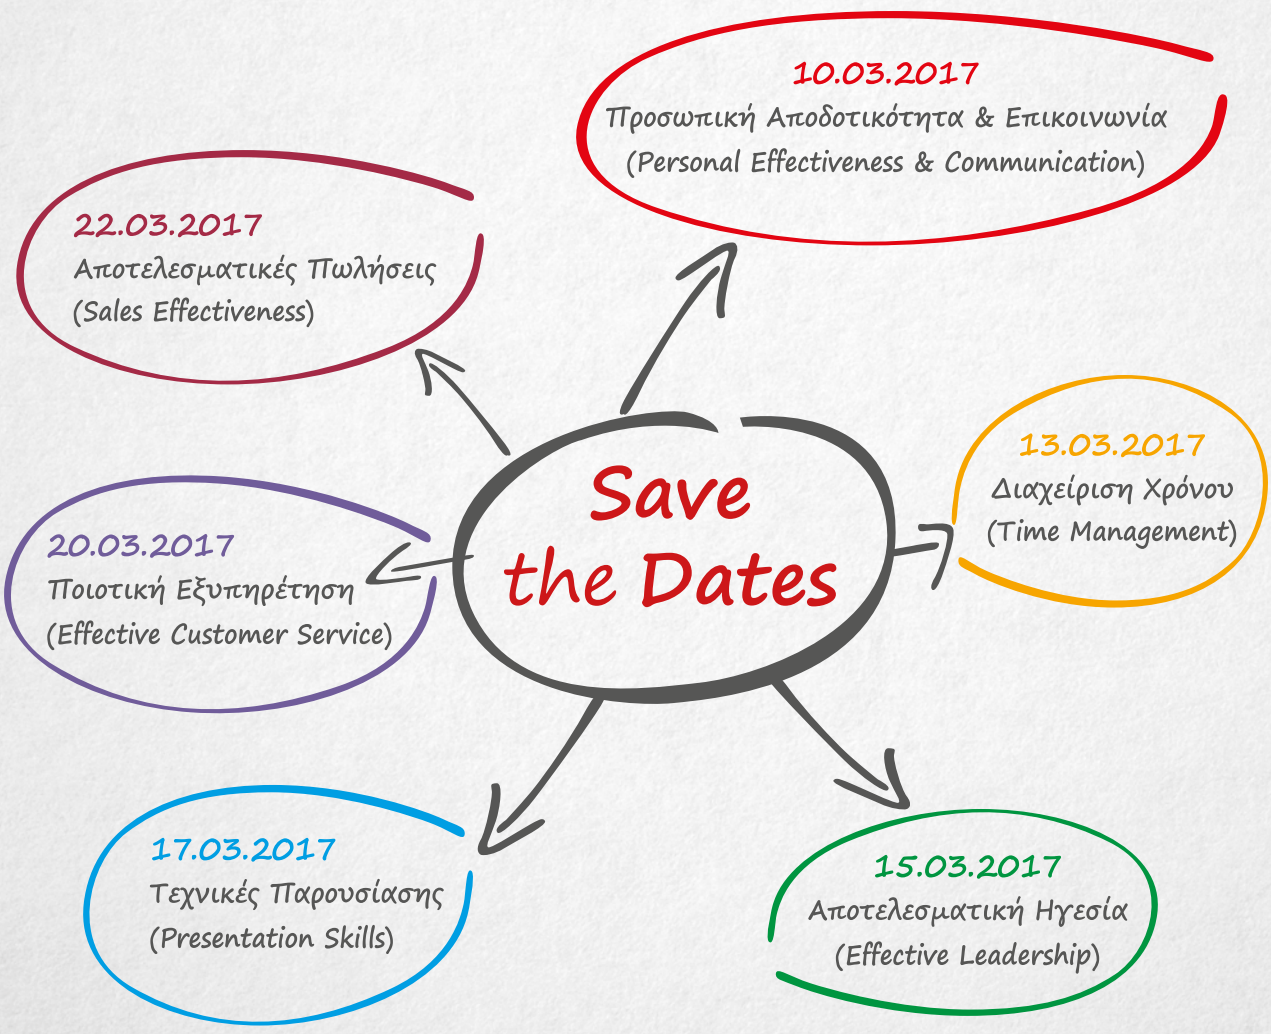 10.03.2017
Προσωπική Αποδοτικότητα & Επικοινωνία
(Personal Effectiveness & Communication)
22.03.2017
Αποτελεσματικές Πωλήσεις
(Sales Effectiveness)
13.03.2017
Διαχείριση Χρόνου
(Time Management)
Save
the Dates
20.03.2017
Ποιοτική Εξυπηρέτηση
(Effective Customer Service)
17.03.2017
Τεχνικές Παρουσίασης
(Presentation Skills)
15.03.2017
Αποτελεσματική Ηγεσία
(Effective Leadership)